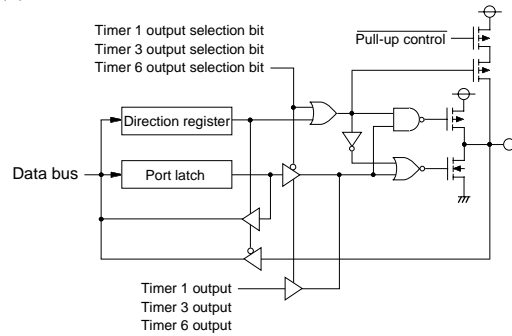 Timer 1 output selection bit
Timer 3 output selection bit
Timer 6 output selection bit
Pull-up control
Direction register
Data bus
Port latch
Timer 1 output
Timer 3 output
Timer 6 output